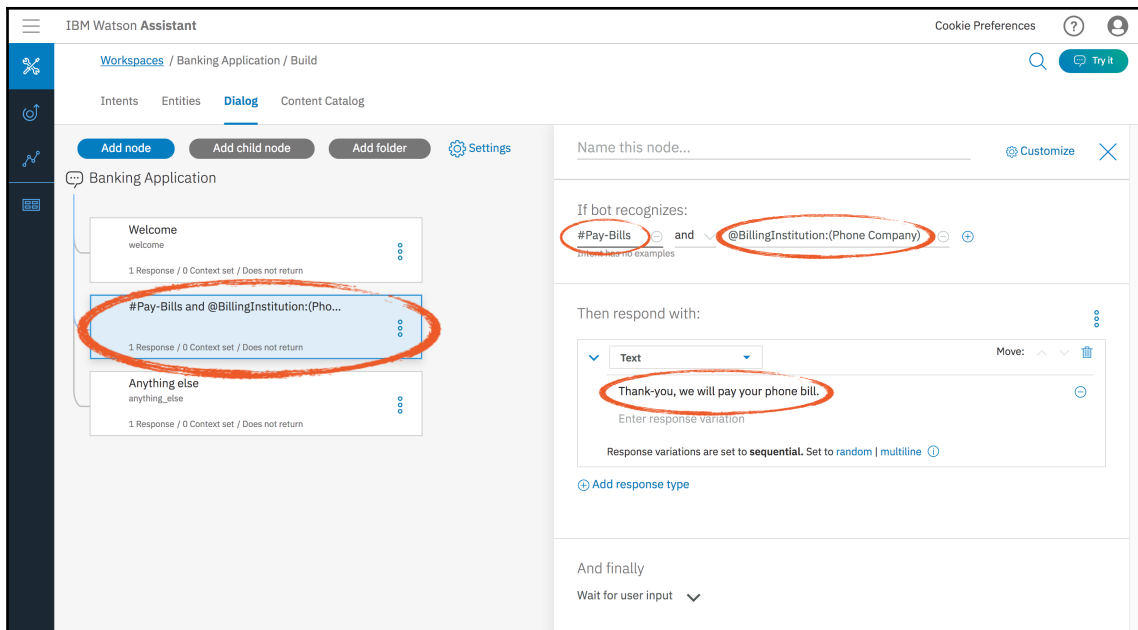 IBM Watson Assistant
Cookie Preferences
?
Workspaces / Banking Application / Build
Try it
Intents Entities Dialog Content Catalog
Add node Add child node Add folder Settings
Banking Application
Welcome
welcome
1 Response / 0 Context set / Does not return
#Pay-Bills and @BillingInstitution:(Pho...
1 Response / 0 Context set / Does not return
Anything else
anything_else
1 Response / 0 Context set / Does not return
Name this node...
Customize
If bot recognizes:
#Pay-Bills and @BillingInstitution:(Phone Company)
Intent has no examples
Then respond with:
Text
Move:
Thank-you, we will pay your phone bill.
Enter response variation
Response variations are set to sequential. Set to random | multiline
Add response type
And finally
Wait for user input